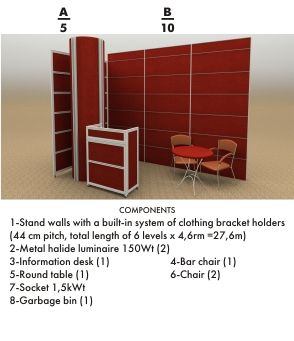 A B
5 10
COMPONENTS
1-Stand walls with a built-in system of clothing bracket holders
(44 cm pitch, total length of 6 levels x 4,6rm =27,6m)
2-Metal halide luminaire 150Wt (2)
3-Information desk (1) 4-Bar chair (1)
5-Round table (1) 6-Chair (2)
7-Socket 1,5kWt
8-Garbage bin (1)